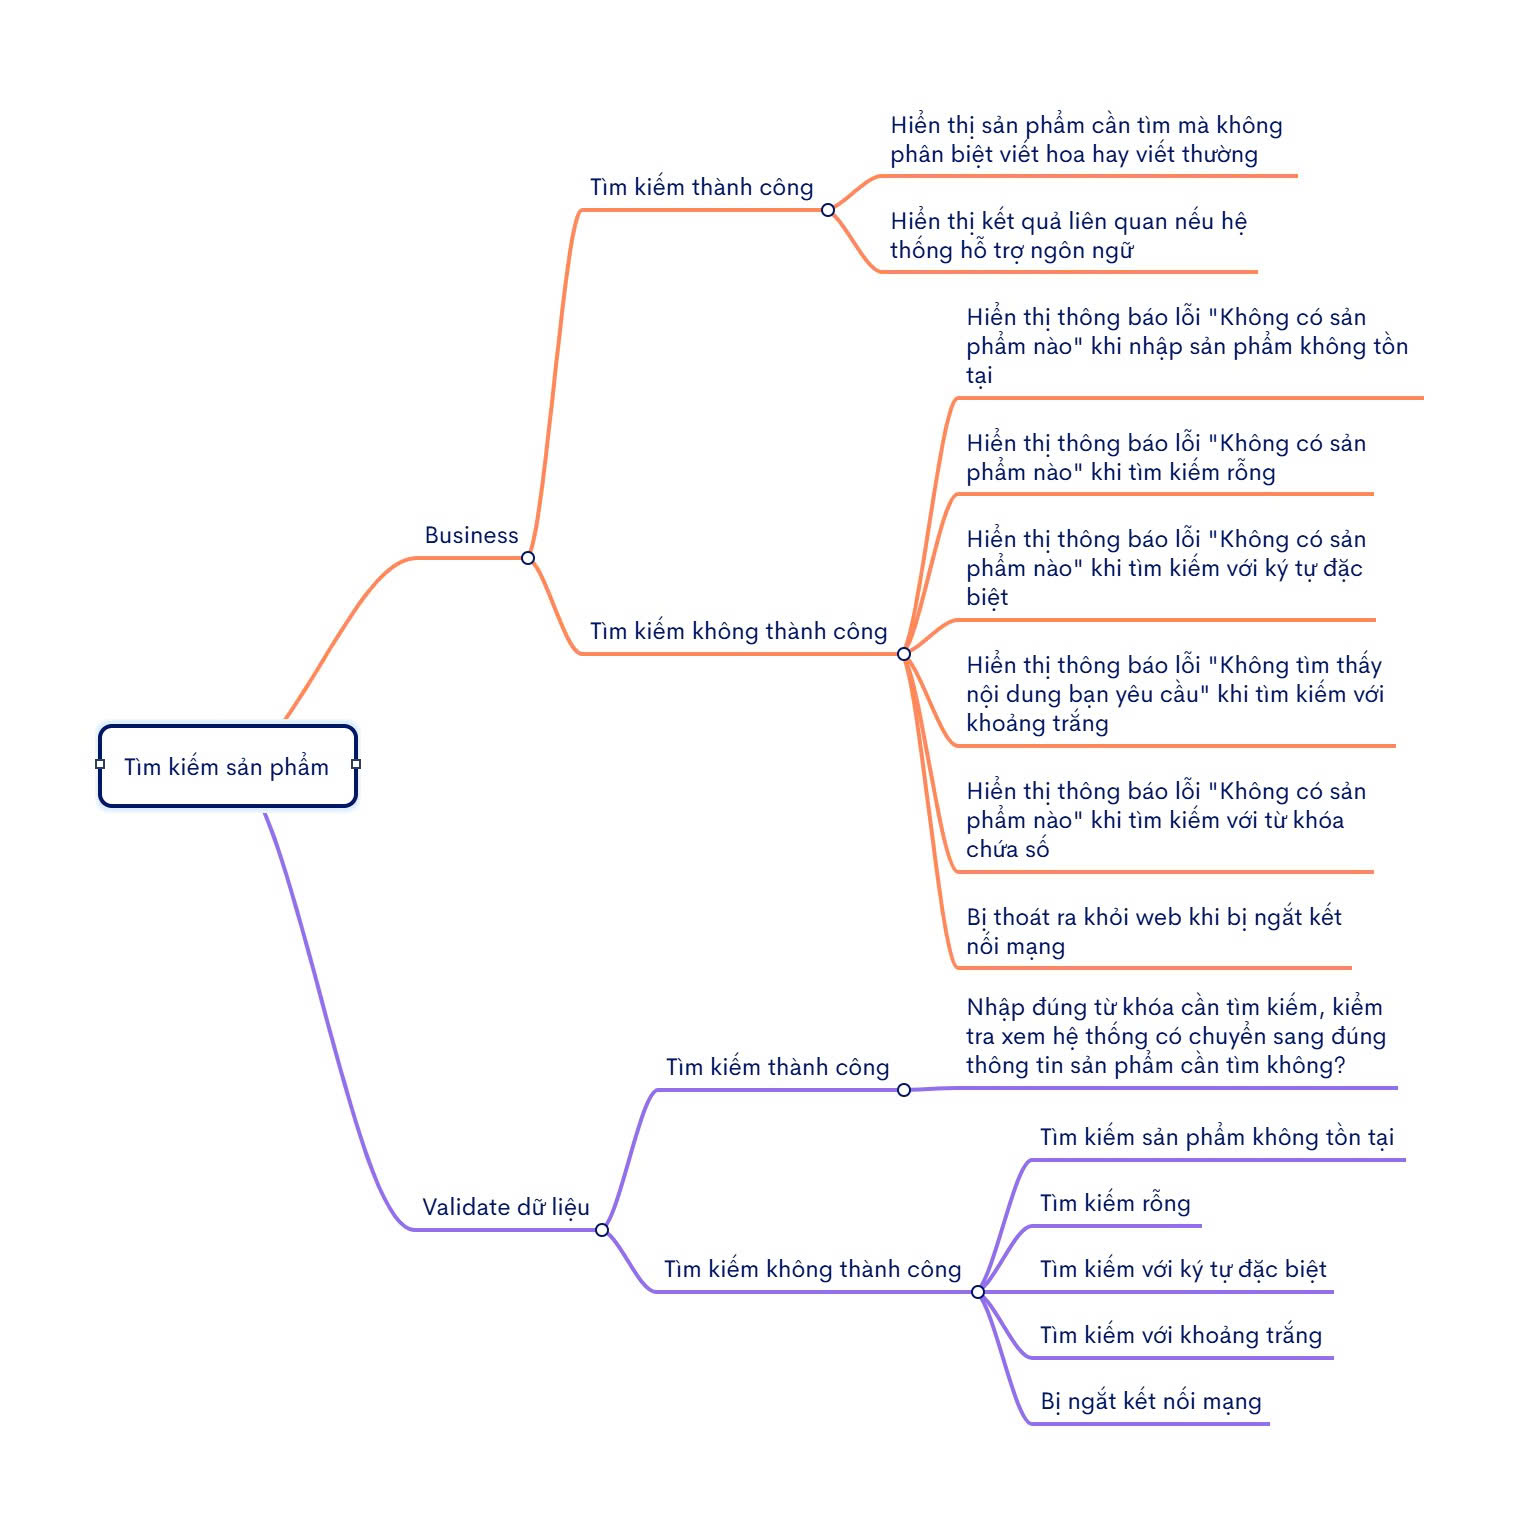 Hiển thị sản phẩm cần tìm mà không
phân biệt viết hoa hay viết thường
Tìm kiếm thành công
Hiển thị kết quả liên quan nếu hệ
thống hỗ trợ ngôn ngữ
Hiển thị thông báo lỗi "Không có sản
phẩm nào" khi nhập sản phẩm không tồn
tại
Hiển thị thông báo lỗi "Không có sản
phẩm nào" khi tìm kiếm rỗng
Business
Hiển thị thông báo lỗi "Không có sản
phẩm nào" khi tìm kiếm với ký tự đặc
biệt
Tìm kiếm không thành công
Hiển thị thông báo lỗi "Không tìm thấy
nội dung bạn yêu cầu" khi tìm kiếm với
khoảng trắng
Tìm kiếm sản phẩm
Hiển thị thông báo lỗi "Không có sản
phẩm nào" khi tìm kiếm với từ khóa
chứa số
Bị thoát ra khỏi web khi bị ngắt kết
nối mạng
Nhập đúng từ khóa cần tìm kiếm, kiểm
tra xem hệ thống có chuyển sang đúng
thông tin sản phẩm cần tìm không?
Tìm kiếm thành công
Tìm kiếm sản phẩm không tồn tại
Validate dữ liệu
Tìm kiếm rỗng
Tìm kiếm không thành công
Tìm kiếm với ký tự đặc biệt
Tìm kiếm với khoảng trắng
Bị ngắt kết nối mạng